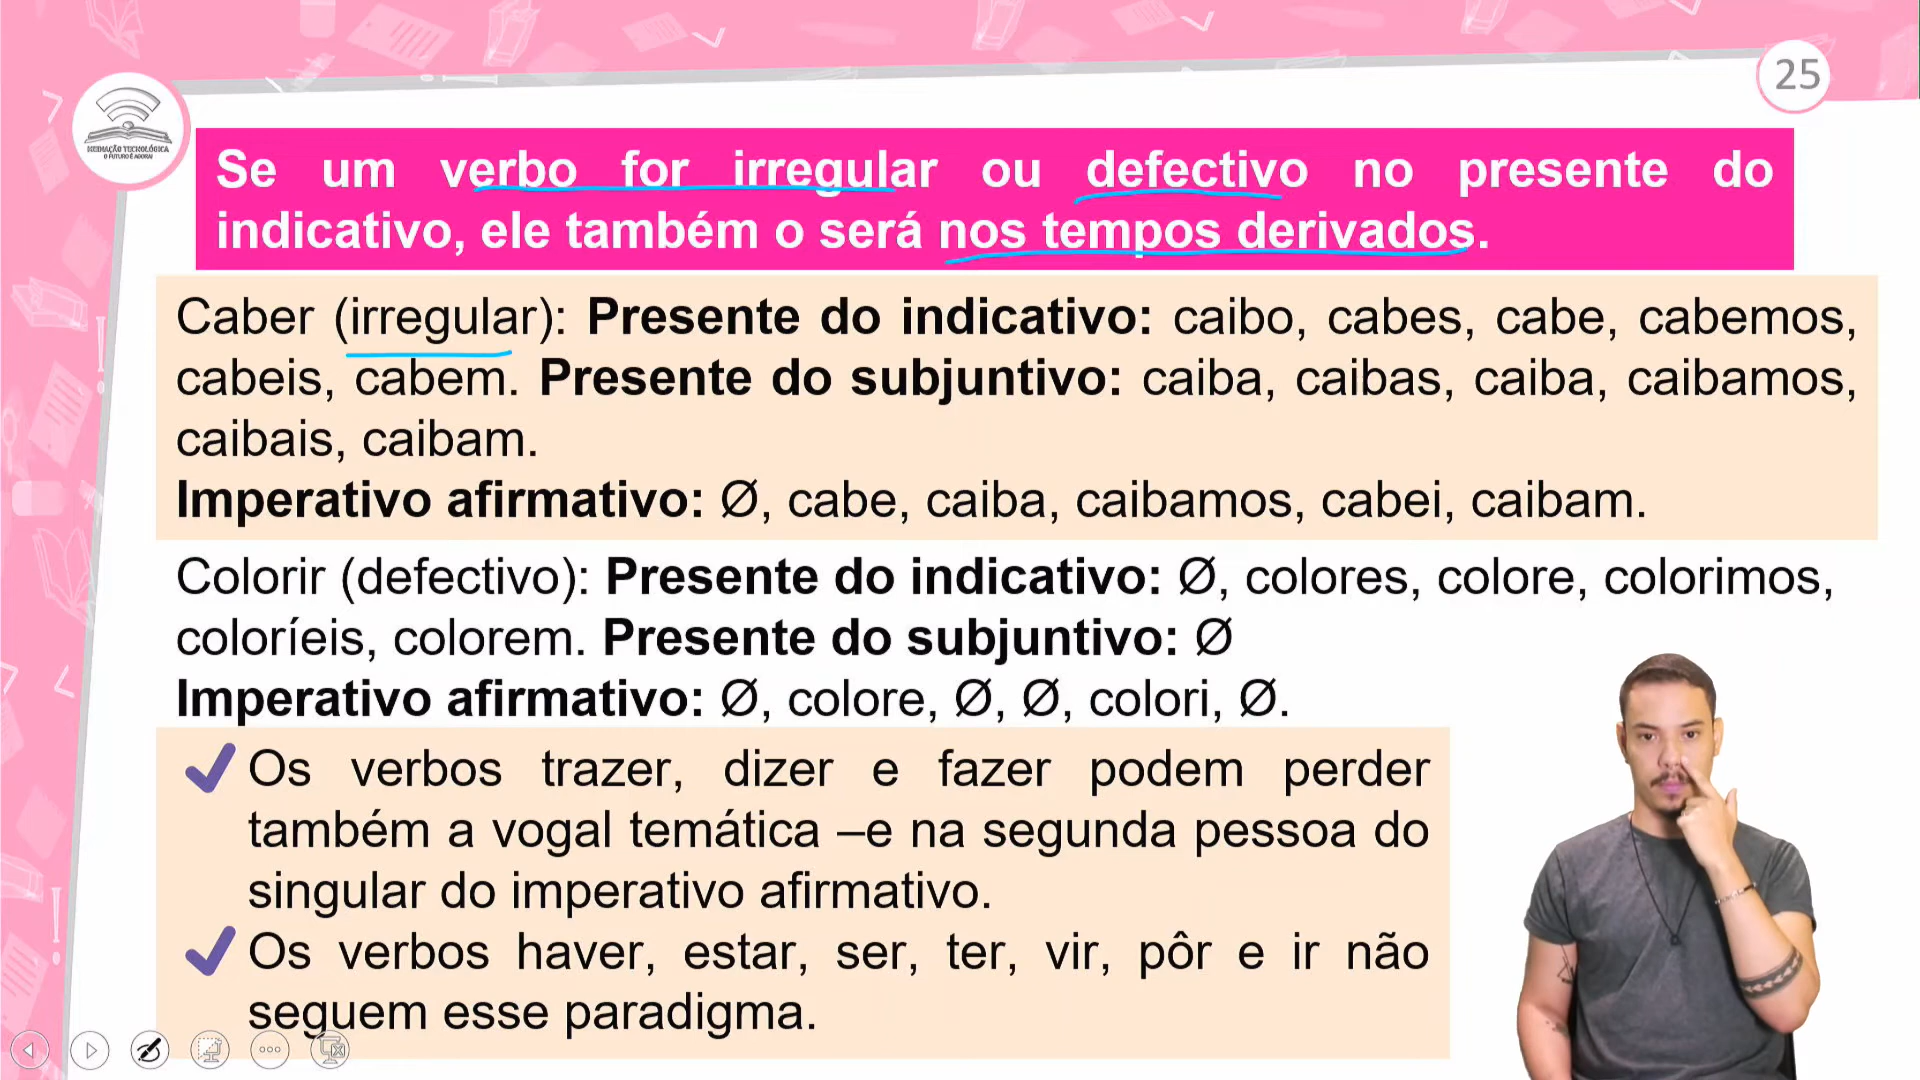 25
MEDIAÇÃO TECNOLÓGICA
O FUTURO É AGORA!
Se um verbo for irregular ou defectivo no presente do
indicativo, ele também o será nos tempos derivados.
Caber (irregular): Presente do indicativo: caibo, cabes, cabe, cabemos,
cabeis, cabem. Presente do subjuntivo: caiba, caibas, caiba, caibamos,
caibais, caibam.
Imperativo afirmativo: Ø, cabe, caiba, caibamos, cabei, caibam.
Colorir (defectivo): Presente do indicativo: Ø, colores, colore, colorimos,
coloríeis, colorem. Presente do subjuntivo: Ø
Imperativo afirmativo: Ø, colore, Ø, Ø, colori, Ø.
✓ Os verbos trazer, dizer e fazer podem perder
também a vogal temática –e na segunda pessoa do
singular do imperativo afirmativo.
✓ Os verbos haver, estar, ser, ter, vir, pôr e ir não
seguem esse paradigma.